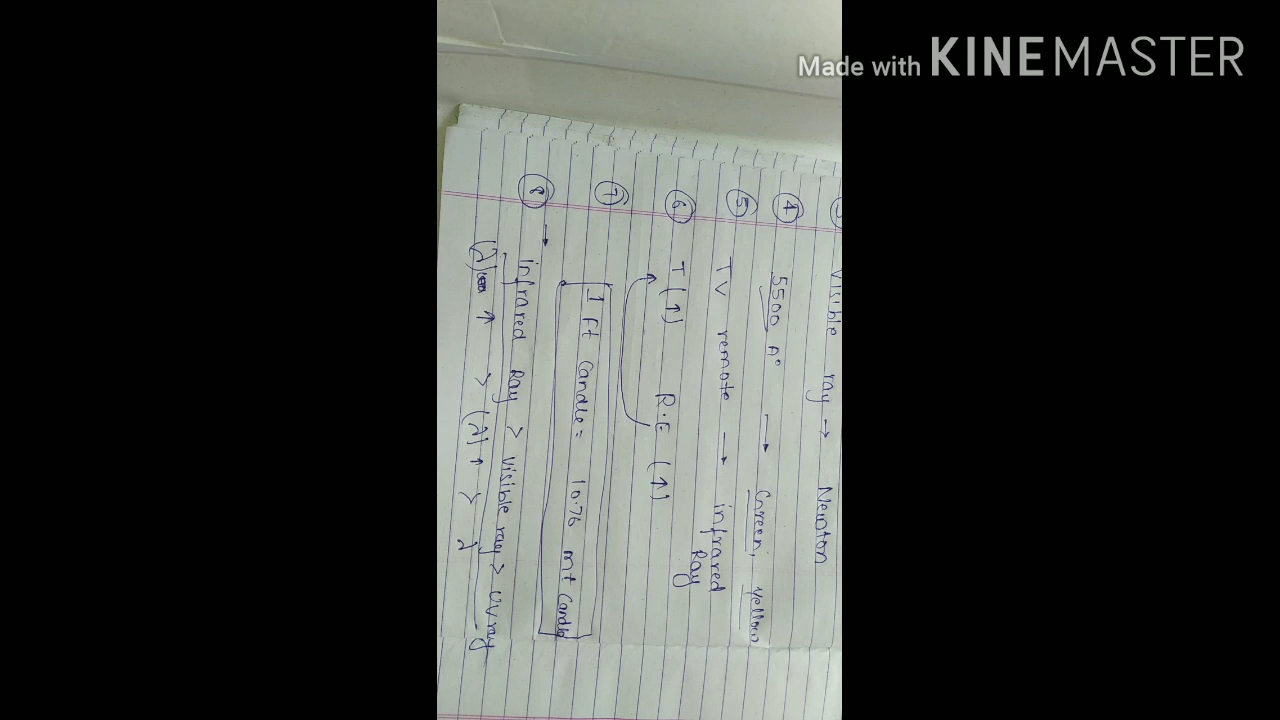 Made with KINEMASTER
③ Visible ray → Newton
④ 5500 A° → Green, yellow
⑤ TV remote → infrared
Ray
⑥ T (↑) R.E (↑)
⑦ 1 ft Candle = 10.76 mt Candle
⑧ → infrared Ray > visible ray > UV ray
(λ) ↑ > (λ) ↑ > λ